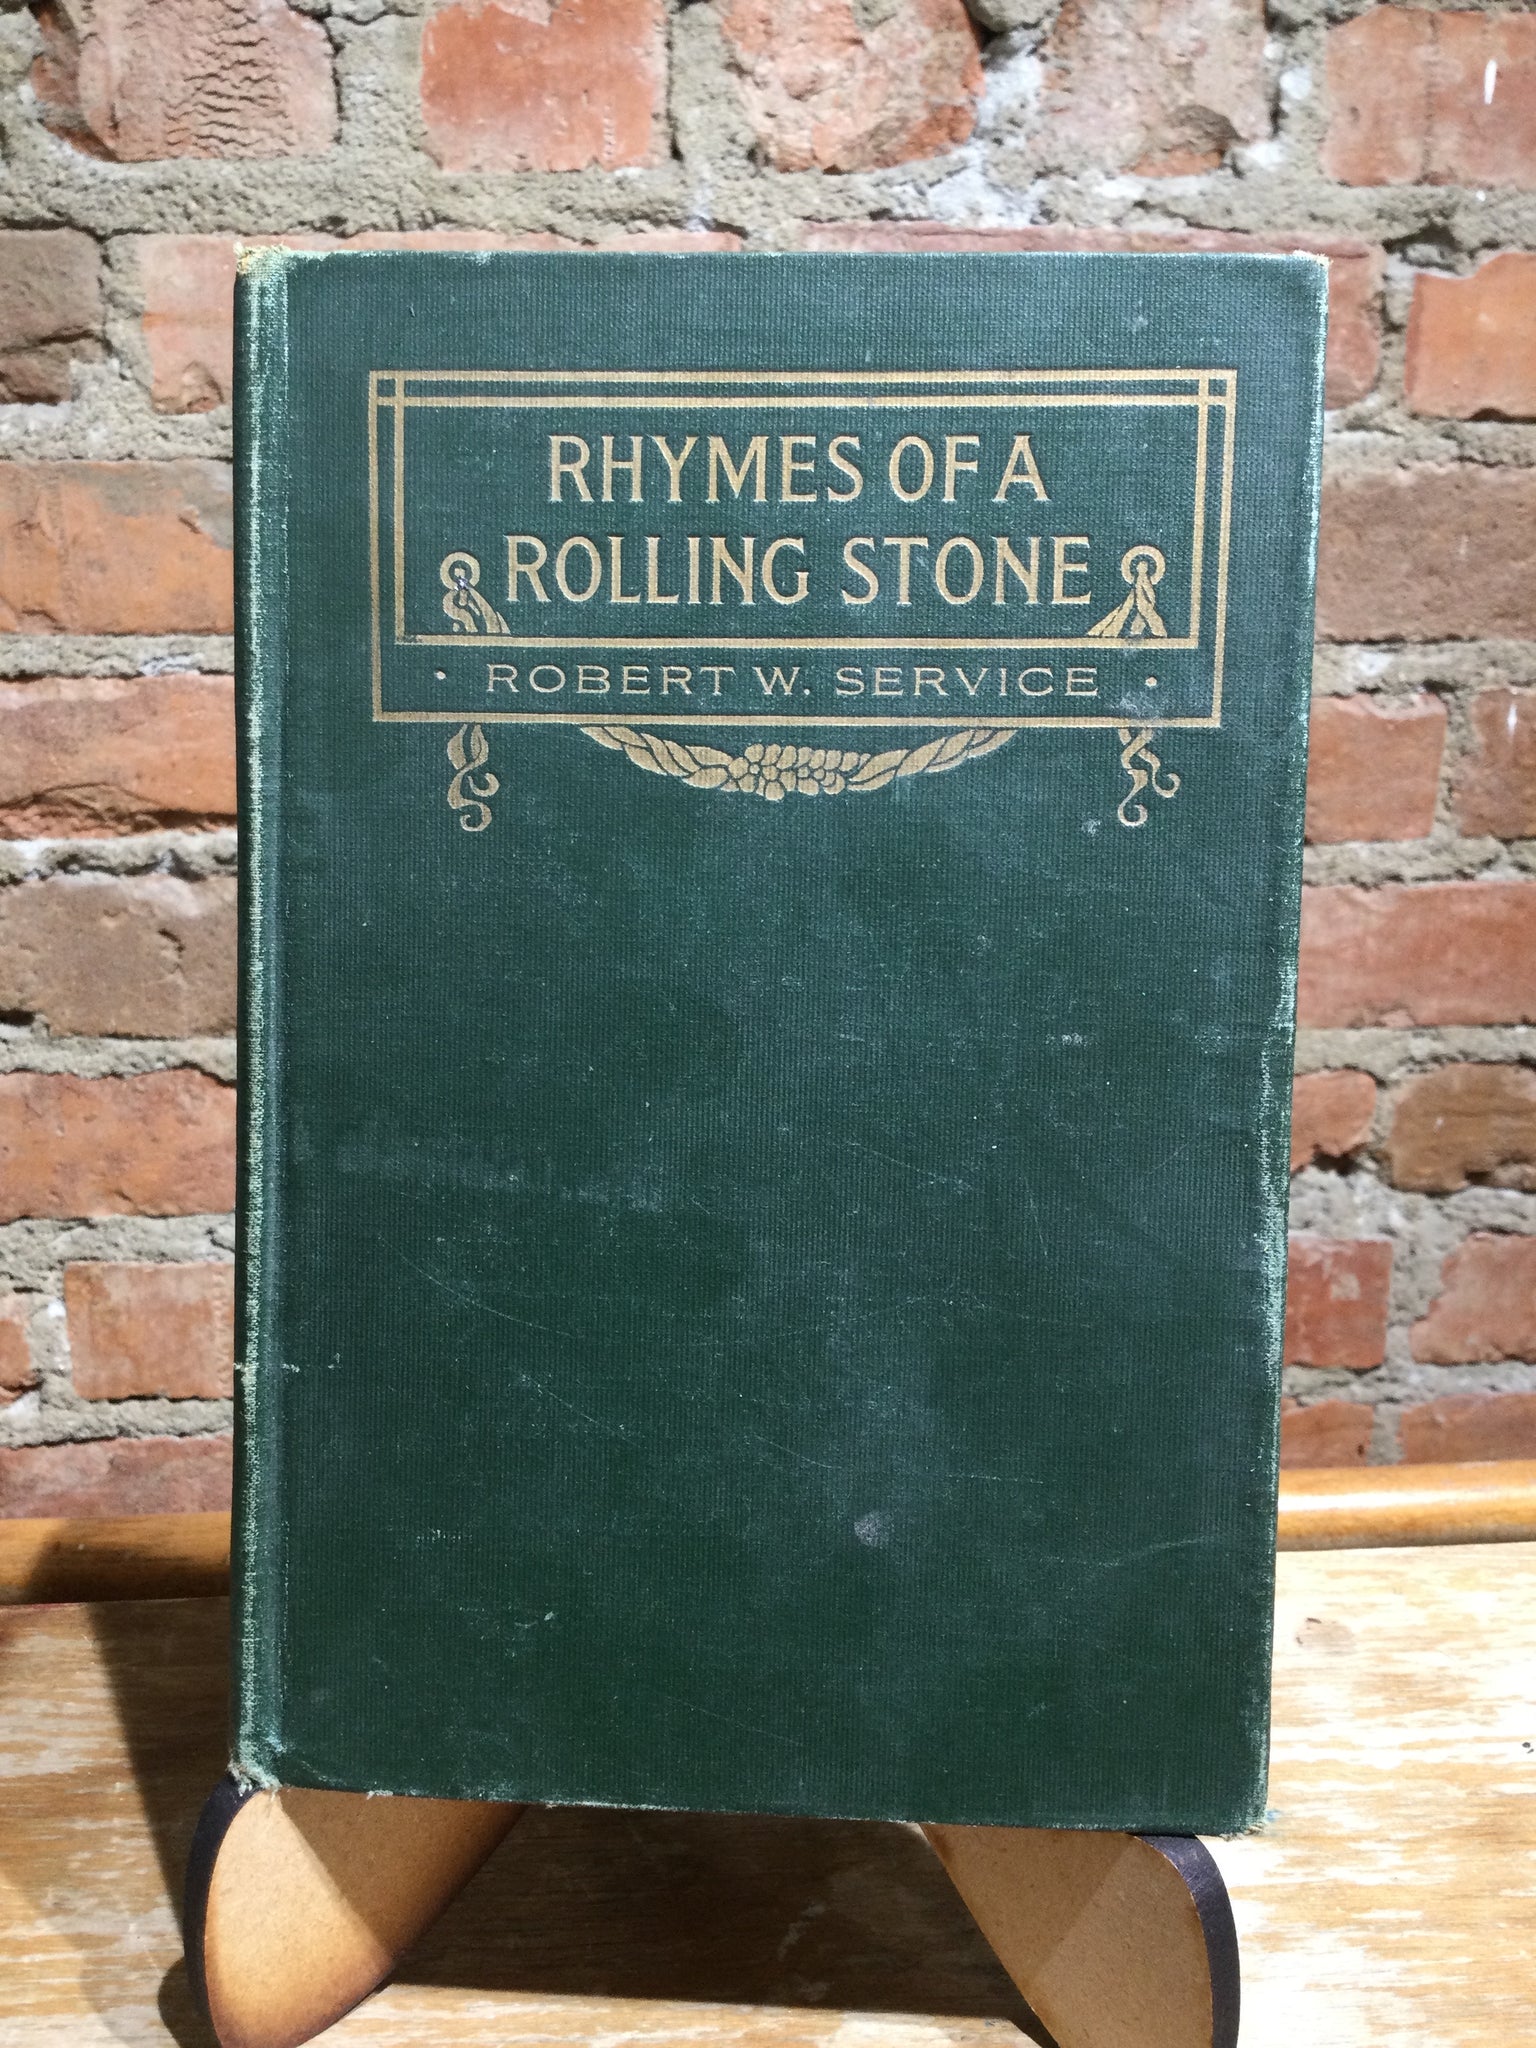 RHYMES OF A
ROLLING STONE
· ROBERT W. SERVICE ·